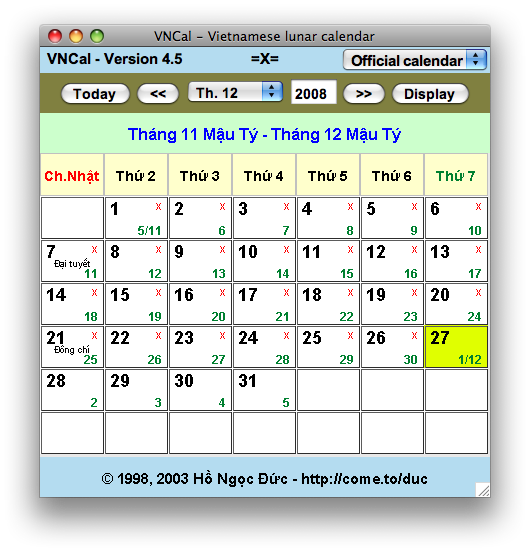 VNCal - Vietnamese lunar calendar
VNCal - Version 4.5 =X= Official calendar
Today << Th. 12 2008 >> Display
Tháng 11 Mậu Tý - Tháng 12 Mậu Tý
Ch.Nhật Thứ 2 Thứ 3 Thứ 4 Thứ 5 Thứ 6 Thứ 7
1 X 2 X 3 X 4 X 5 X 6 X
5/11 6 7 8 9 10
7 X 8 X 9 X 10 X 11 X 12 X 13 X
Đại tuyết
11 12 13 14 15 16 17
14 X 15 X 16 X 17 X 18 X 19 X 20 X
18 19 20 21 22 23 24
21 X 22 X 23 X 24 X 25 X 26 X 27
Đông chí
25 26 27 28 29 30 1/12
28 29 30 31
2 3 4 5
© 1998, 2003 Hồ Ngọc Đức - http://come.to/duc